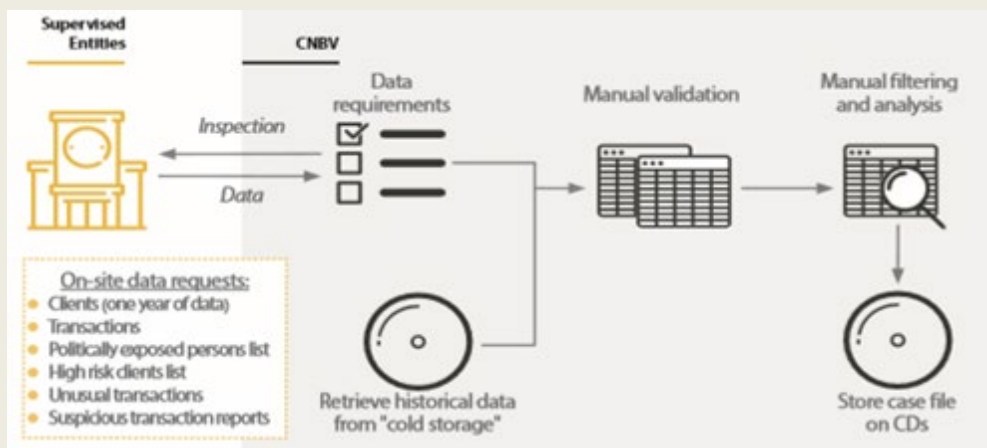 Supervised
Entities
CNBV
Data
requirements
Manual validation
Manual filtering
and analysis
Inspection
Data
On-site data requests:
Clients (one year of data)
Transactions
Politically exposed persons list
High risk clients list
Unusual transactions
Suspicious transaction reports
Retrieve historical data
from "cold storage"
Store case file
on CDs